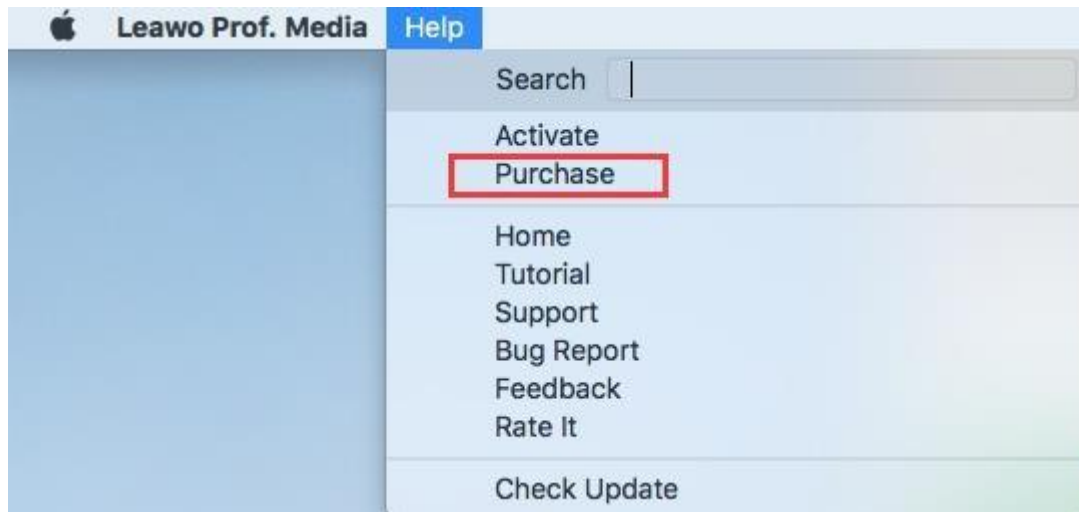 Leawo Prof. Media Help
Search
Activate
Purchase
Home
Tutorial
Support
Bug Report
Feedback
Rate It
Check Update